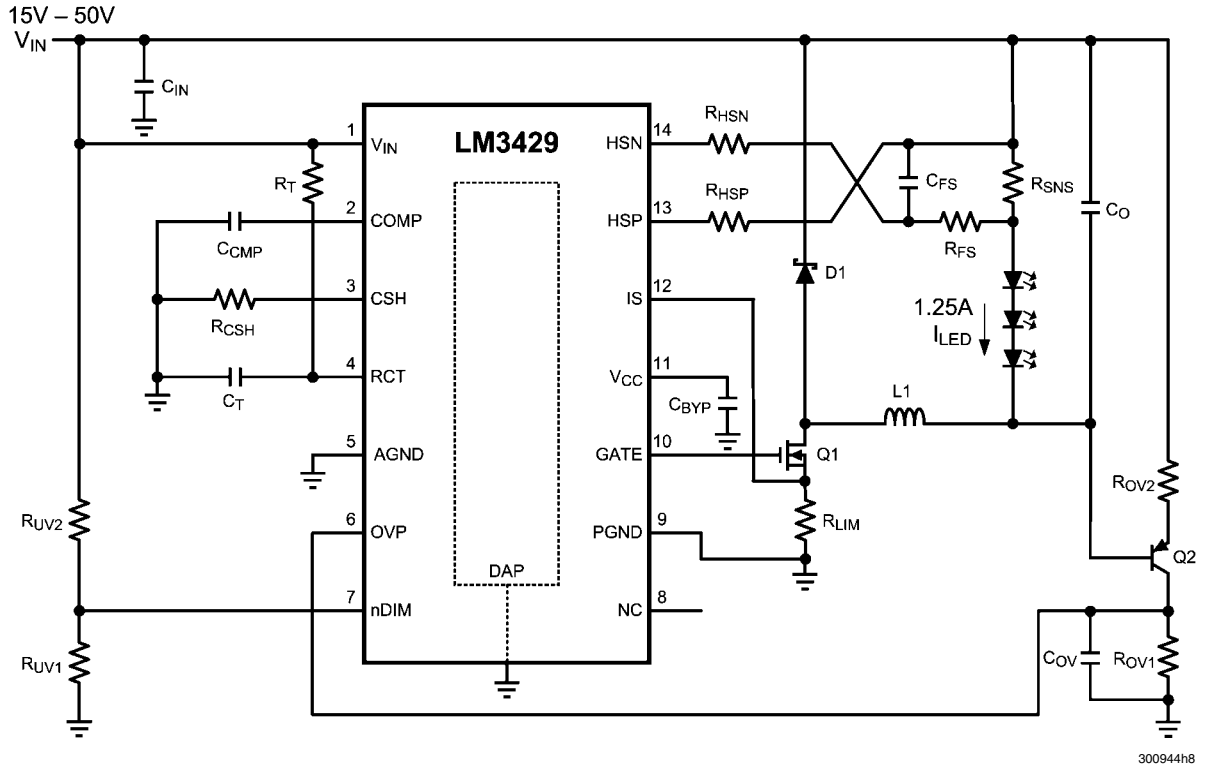 15V – 50V
VIN
CIN
LM3429
1
VIN
RT
2
COMP
CCMP
3
CSH
RCSH
4
RCT
CT
5
AGND
6
OVP
7
nDIM
RUV2
RUV1
DAP
14
HSN
RHSN
13
HSP
RHSP
12
IS
11
VCC
CBYP
10
GATE
9
PGND
8
NC
CFS
RSNS
RFS
CO
D1
1.25A
ILED
L1
Q1
RLIM
ROV2
Q2
COV
ROV1
300944h8